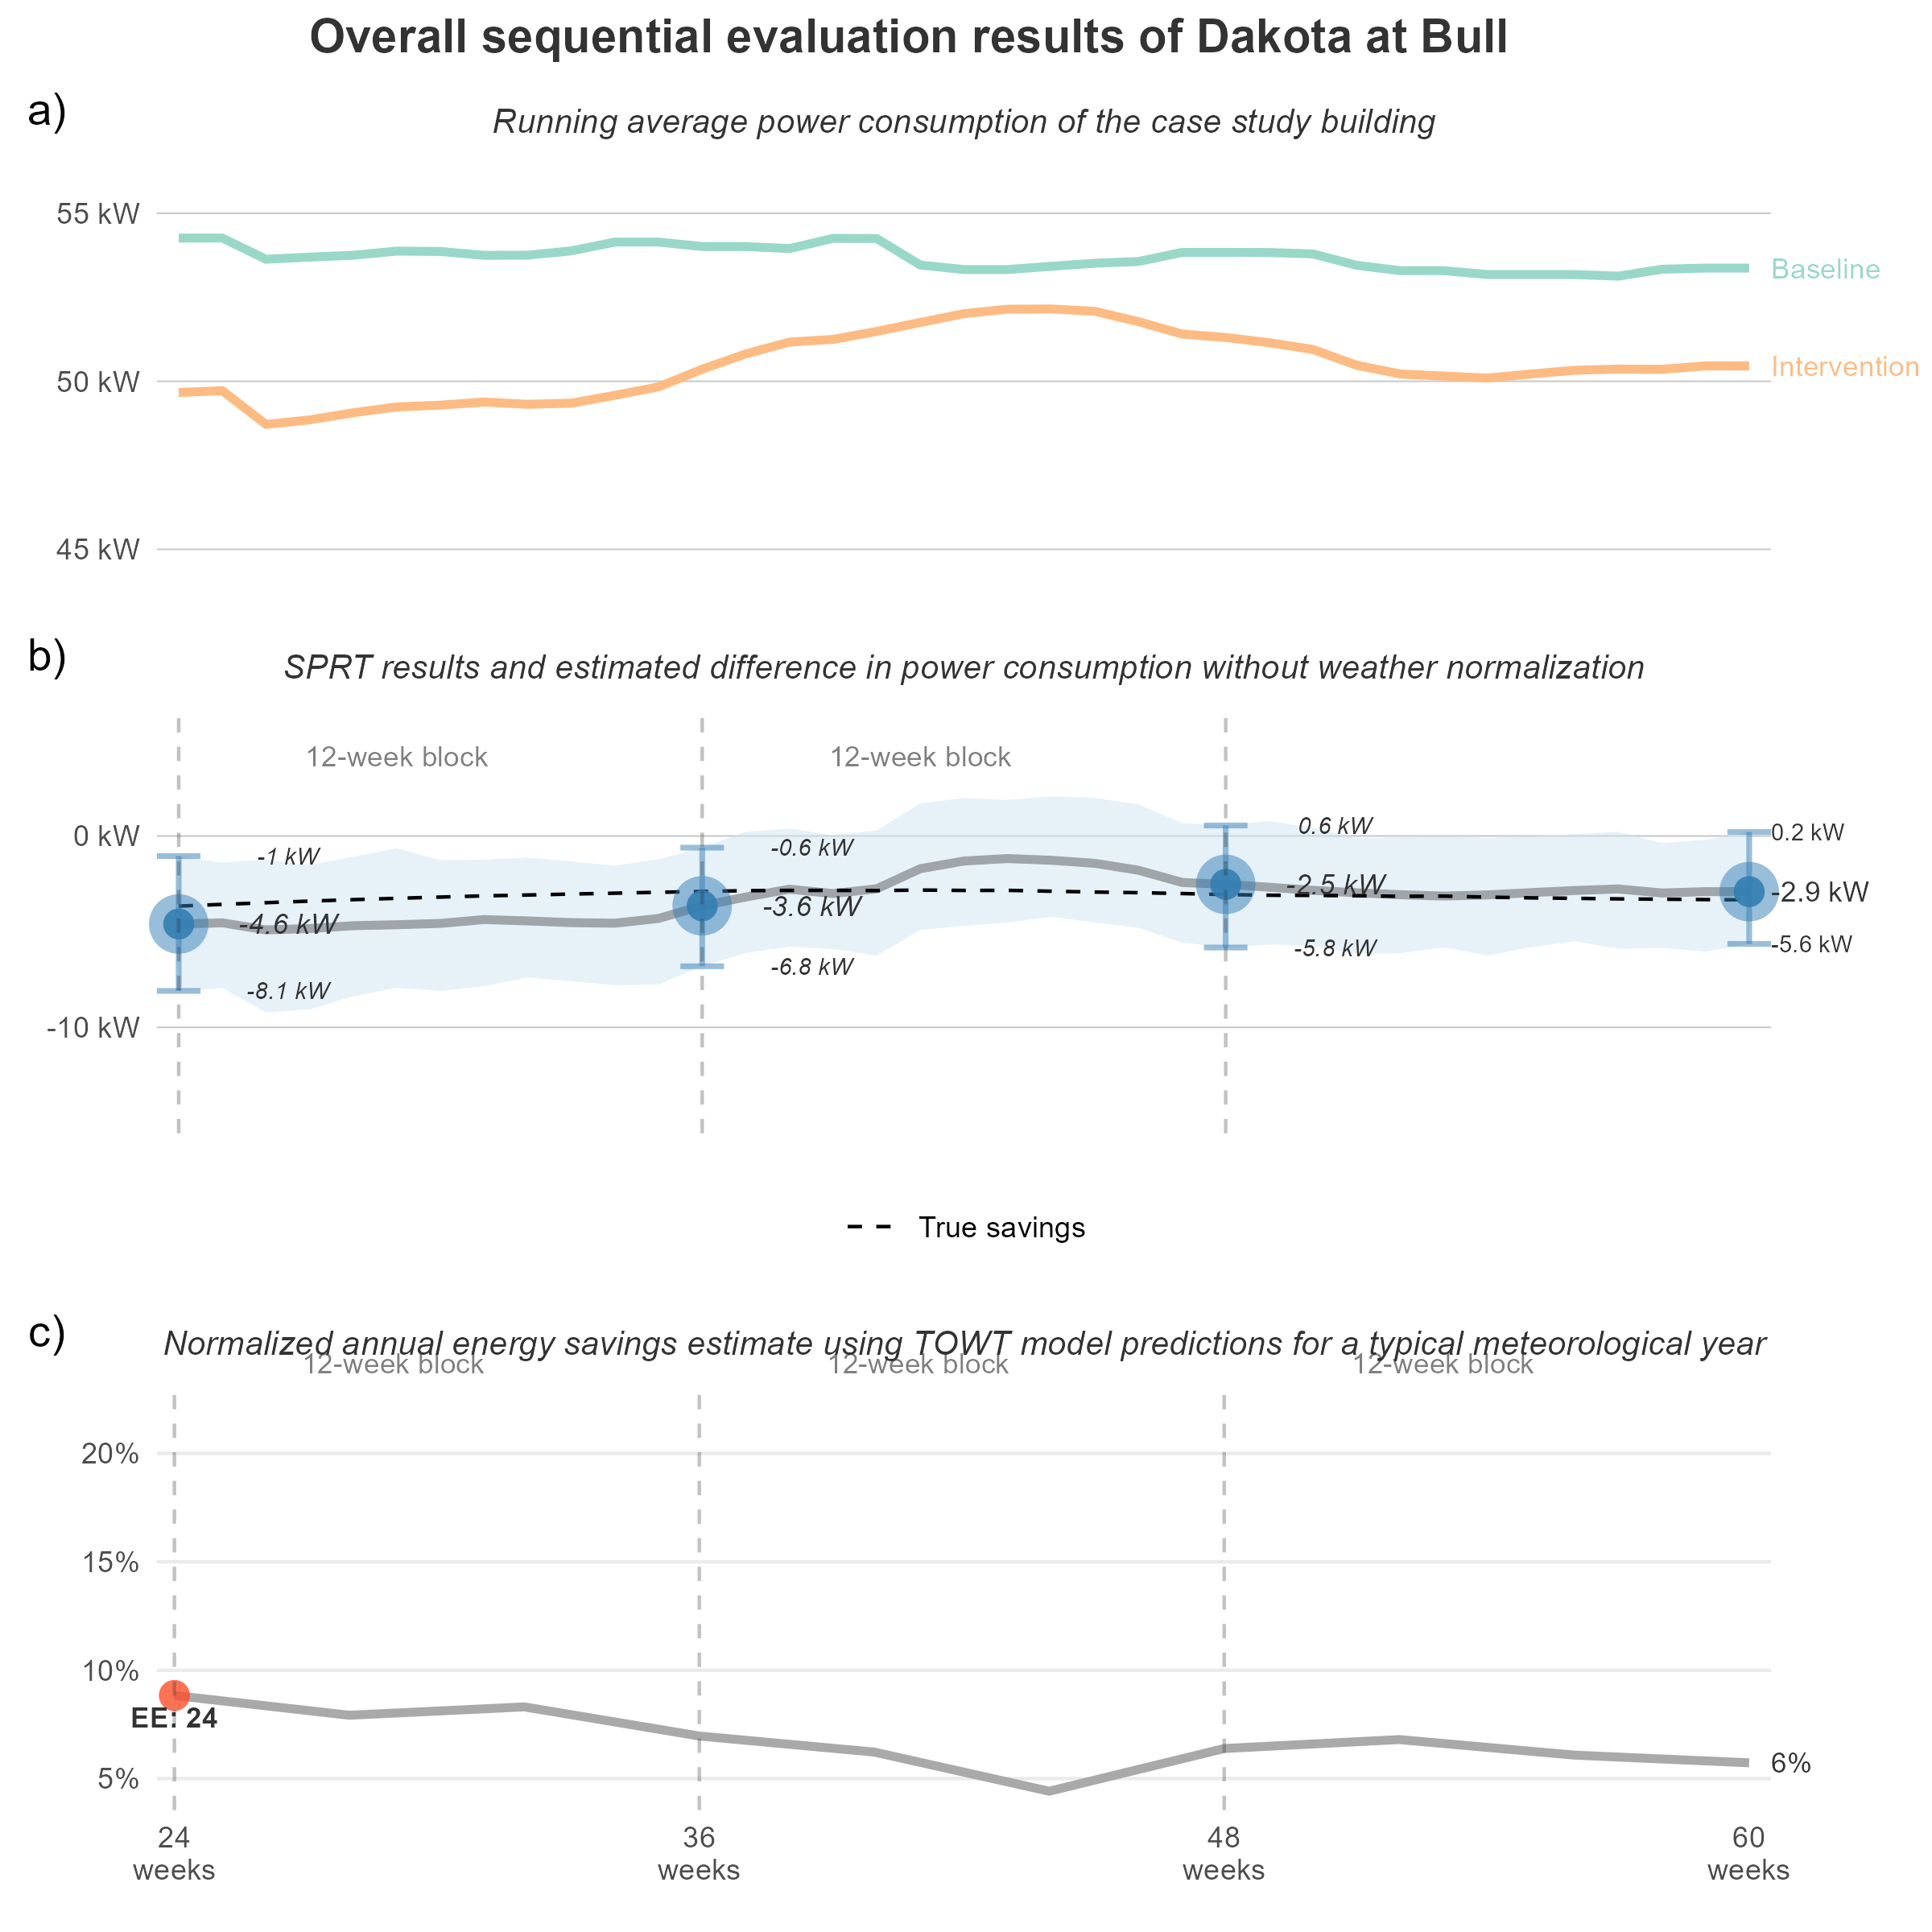 Overall sequential evaluation results of Dakota at Bull
a)
Running average power consumption of the case study building
55 kW
50 kW
45 kW
Baseline
Intervention
b)
SPRT results and estimated difference in power consumption without weather normalization
12-week block
12-week block
0 kW
-10 kW
-1 kW
-4.6 kW
-8.1 kW
-0.6 kW
-3.6 kW
-6.8 kW
0.6 kW
-2.5 kW
-5.8 kW
0.2 kW
-2.9 kW
-5.6 kW
True savings
c)
Normalized annual energy savings estimate using TOWT model predictions for a typical meteorological year
12-week block
12-week block
12-week block
20%
15%
10%
5%
EE: 24
6%
24
weeks
36
weeks
48
weeks
60
weeks